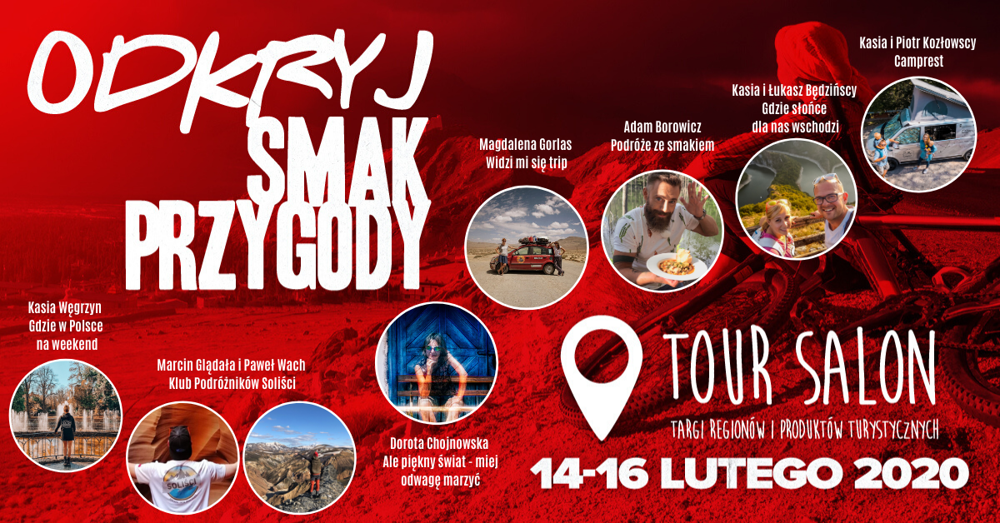 ODKRYJ
SMAK
PRZYGODY
Kasia i Piotr Kozłowscy
Camprest
Kasia i Łukasz Będzińscy
Gdzie słońce
dla nas wschodzi
Adam Borowicz
Podróże ze smakiem
Magdalena Gorlas
Widzi mi się trip
Kasia Węgrzyn
Gdzie w Polsce
na weekend
Marcin Glądała i Paweł Wach
Klub Podróżników Soliści
SOLIŚCI
Dorota Chojnowska
Ale piękny świat - miej
odwagę marzyć
TOUR SALON
TARGI REGIONÓW I PRODUKTÓW TURYSTYCZNYCH
14-16 LUTEGO 2020